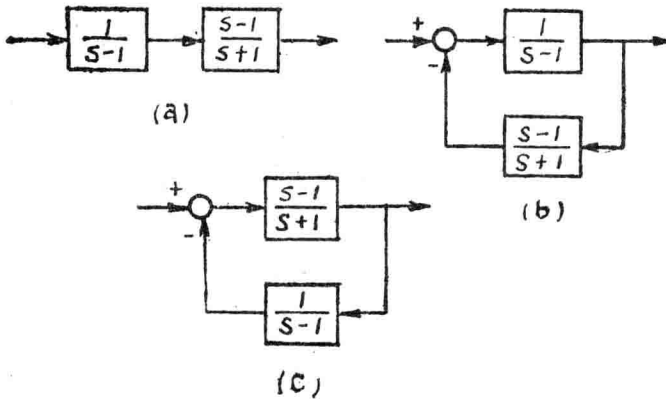 1/(S-1) (S-1)/(S+1)
(a)
+ - 1/(S-1)
(S-1)/(S+1)
(b)
+ - (S-1)/(S+1)
1/(S-1)
(C)